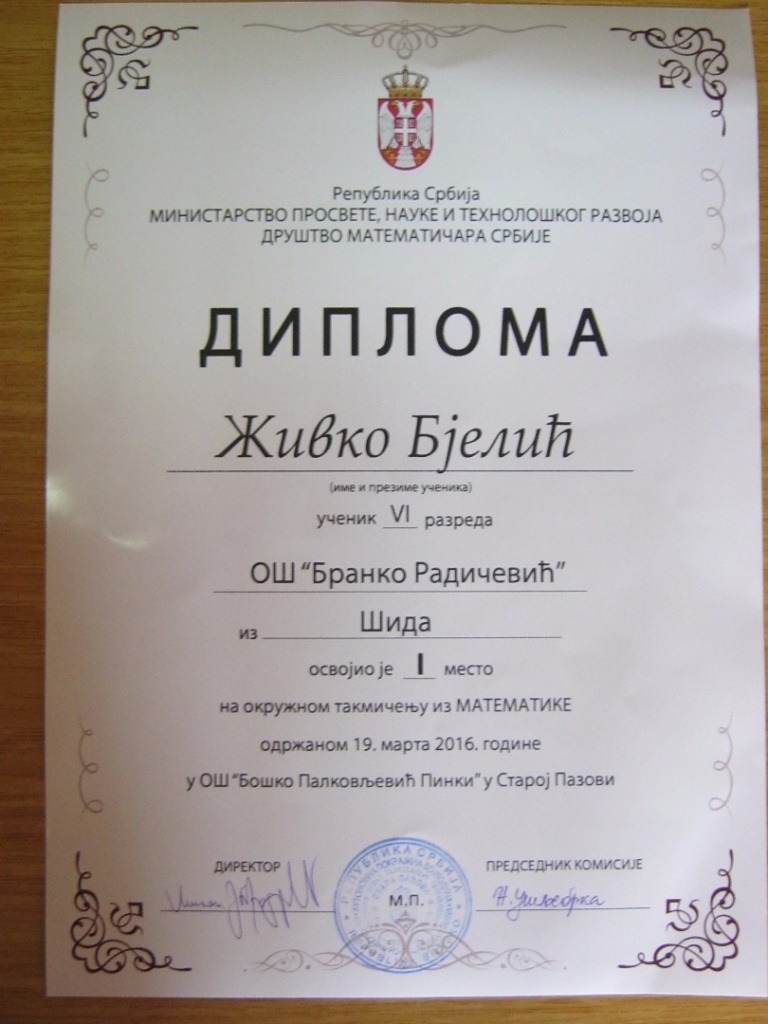 Република Србија
МИНИСТАРСТВО ПРОСВЕТЕ, НАУКЕ И ТЕХНОЛОШКОГ РАЗВОЈА
ДРУШТВО МАТЕМАТИЧАРА СРБИЈЕ
ДИПЛОМА
Живко Бјелић
(име и презиме ученика)
ученик VI разреда
ОШ “Бранко Радичевић”
из Шида
освојио је I место
на окружном такмичењу из МАТЕМАТИКЕ
одржаном 19. марта 2016. године
у ОШ “Бошко Палковљевић Пинки” у Старој Пазови
ДИРЕКТОР
М.П.
ПРЕДСЕДНИК КОМИСИЈЕ
РЕПУБЛИКА СРБИЈА